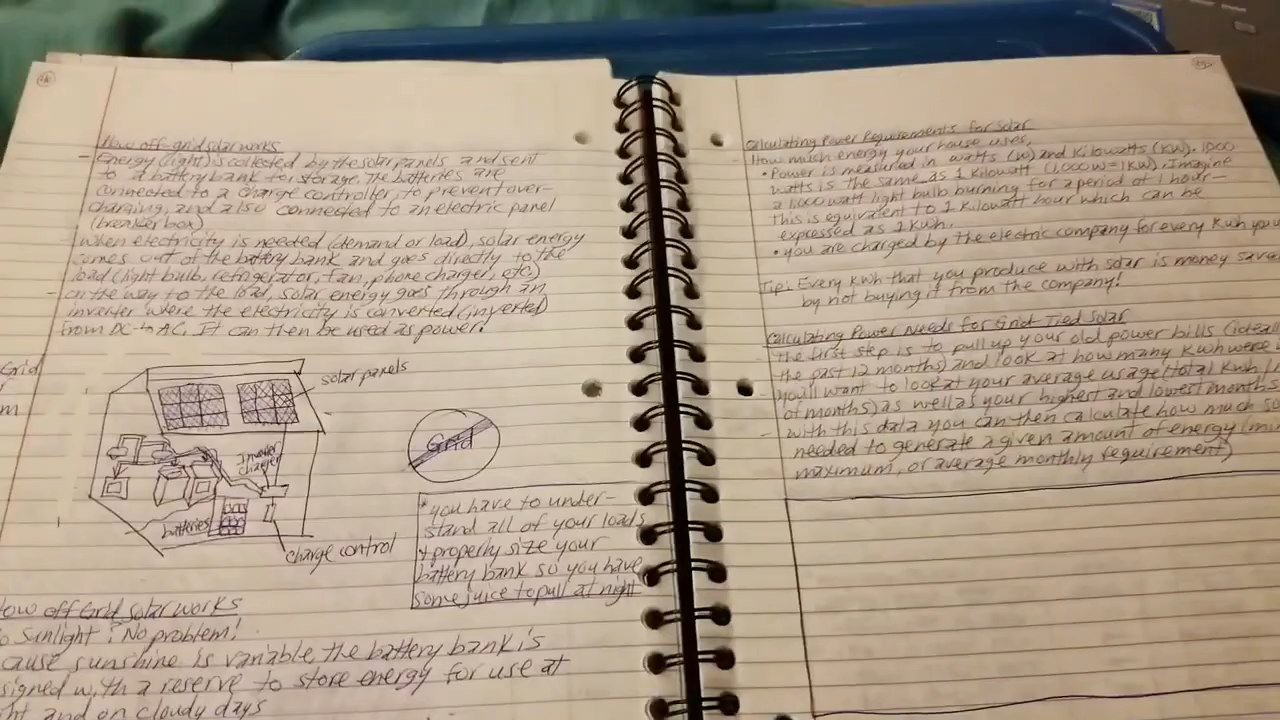 How off-grid solar works
- Energy (light) is collected by the solar panels and sent
to a battery bank for storage. The batteries are
connected to a charge controller, to prevent over-
charging, and also connected to an electric panel
(breaker box)
- when electricity is needed (demand or load), solar energy
comes out of the battery bank and goes directly to the
load (light bulb, refrigerator, fan, phone charger, etc)
- on the way to the load, solar energy goes through an
inverter where the electricity is converted (inverted)
from DC-to AC. It can then be used as power!
Grid
m
solar panels
Inverter
charger
batteries
charge control
Grid
* you have to under-
stand all of your loads
+ properly size your
battery bank so you have
some juice to pull at night
How off Grid solar works
o sunlight? No problem!
cause sunshine is variable, the battery bank is
signed with a reserve to store energy for use at
ght and on cloudy days
Calculating Power Requirements for Solar
How much energy your house uses,
• Power is measured in watts (w) and Kilowatts (KW). 1000
watts is the same as 1 Kilowatt (1,000W=1KW). Imagine
a 1,000 watt light bulb burning for a period of 1 hour-
this is equivalent to 1 Kilowatt hour which can be
expressed as 1 KWh.
• you are charged by the electric company for every Kwh you u
Tip: Every KWh that you produce with solar is money save
by not buying it from the company!
Calculating Power Needs for Grid Tied Solar
- the first step is to pull up your old power bills (ideal
the past 12 months) and look at how many Kwh were
you'll want to look at your average usage (total Kwh /
of months) as well as your highest and lowest months
- with this data you can then calculate how much so
needed to generate a given amount of energy (mi
maximum, or average monthly requirement)